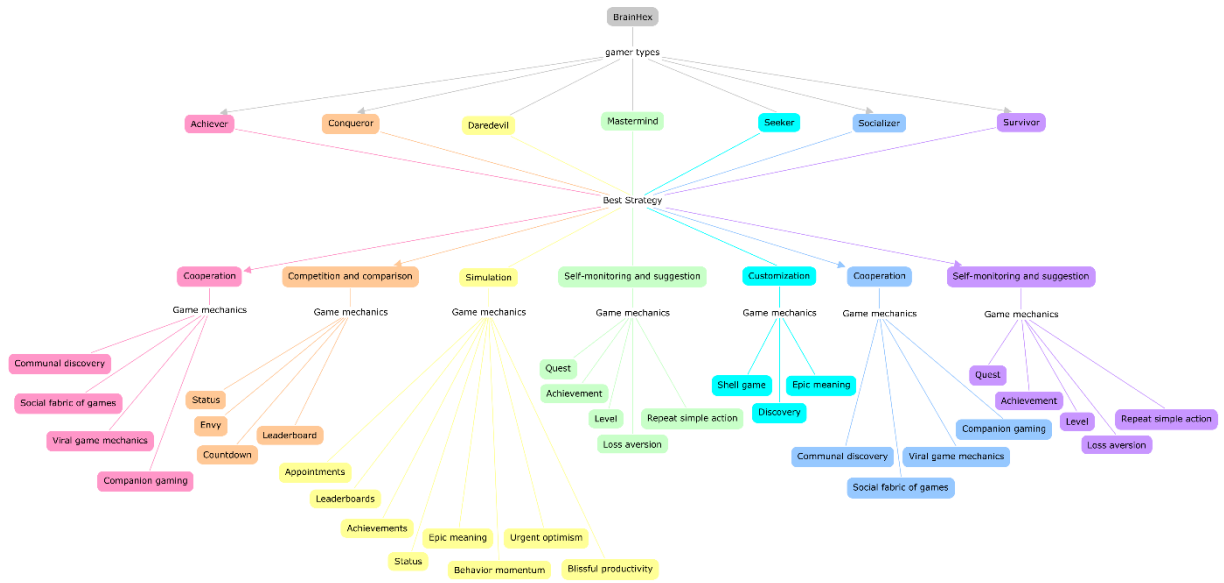 BrainHex
gamer types
Achiever
Conqueror
Daredevil
Mastermind
Seeker
Socializer
Survivor
Best Strategy
Cooperation
Competition and comparison
Simulation
Self-monitoring and suggestion
Customization
Cooperation
Self-monitoring and suggestion
Game mechanics
Game mechanics
Game mechanics
Game mechanics
Game mechanics
Game mechanics
Game mechanics
Communal discovery
Social fabric of games
Viral game mechanics
Companion gaming
Status
Envy
Countdown
Leaderboard
Appointments
Leaderboards
Achievements
Status
Epic meaning
Behavior momentum
Urgent optimism
Blissful productivity
Quest
Achievement
Level
Loss aversion
Repeat simple action
Shell game
Discovery
Epic meaning
Communal discovery
Social fabric of games
Viral game mechanics
Companion gaming
Quest
Achievement
Level
Loss aversion
Repeat simple action